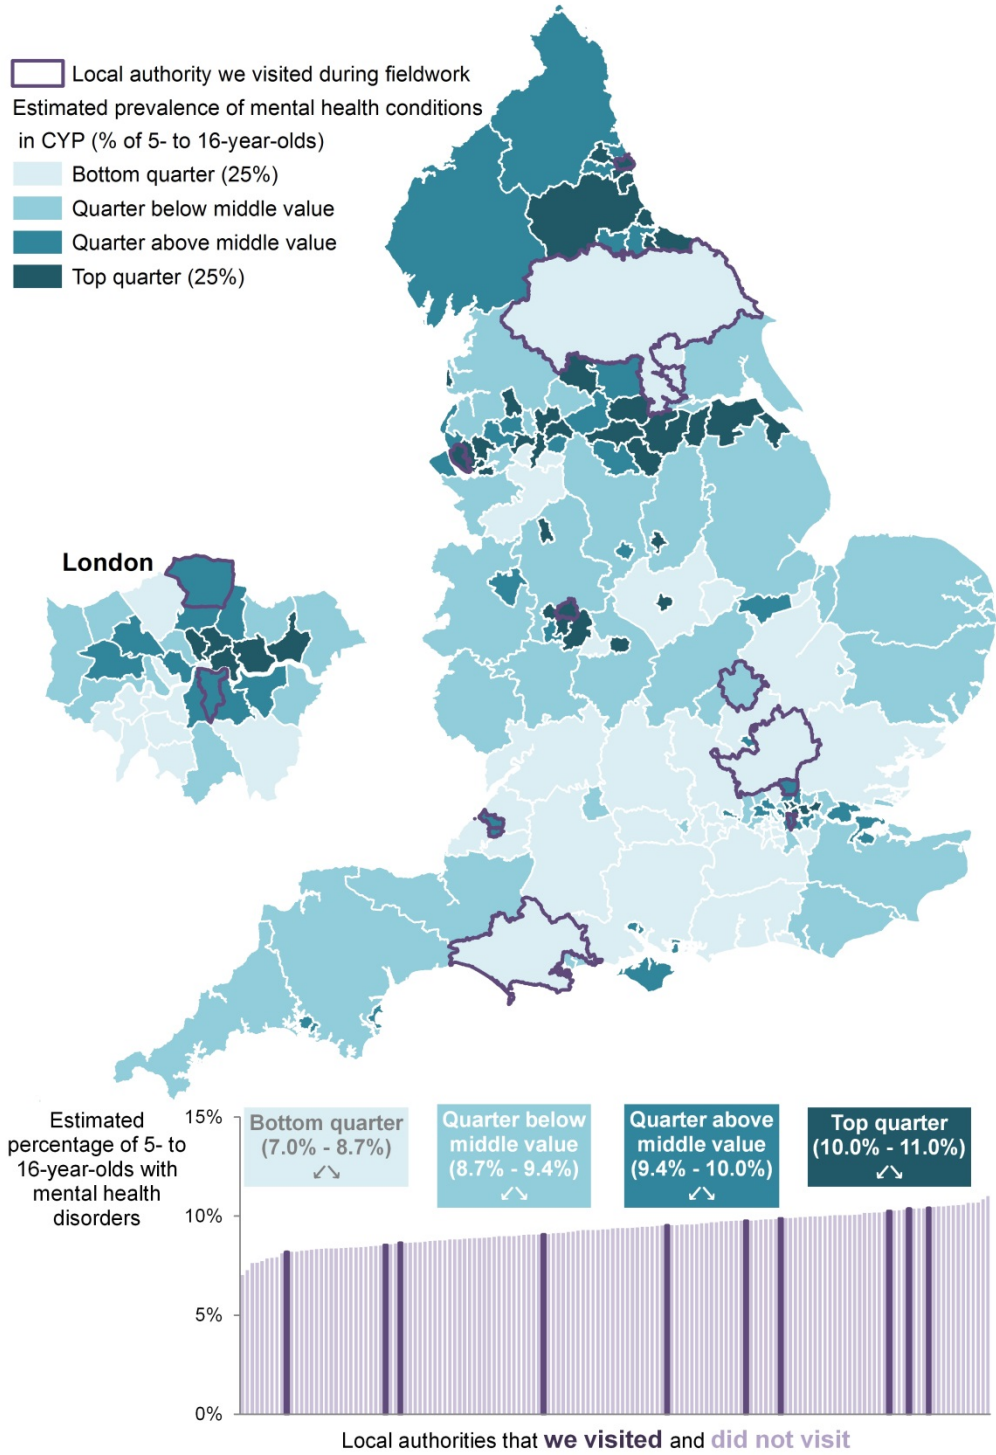 Local authority we visited during fieldwork
Estimated prevalence of mental health conditions
in CYP (% of 5- to 16-year-olds)
Bottom quarter (25%)
Quarter below middle value
Quarter above middle value
Top quarter (25%)
London
Estimated
percentage of 5- to
16-year-olds with
mental health
disorders
15%
10%
5%
0%
Bottom quarter
(7.0% - 8.7%)
Quarter below
middle value
(8.7% - 9.4%)
Quarter above
middle value
(9.4% - 10.0%)
Top quarter
(10.0% - 11.0%)
Local authorities that we visited and did not visit